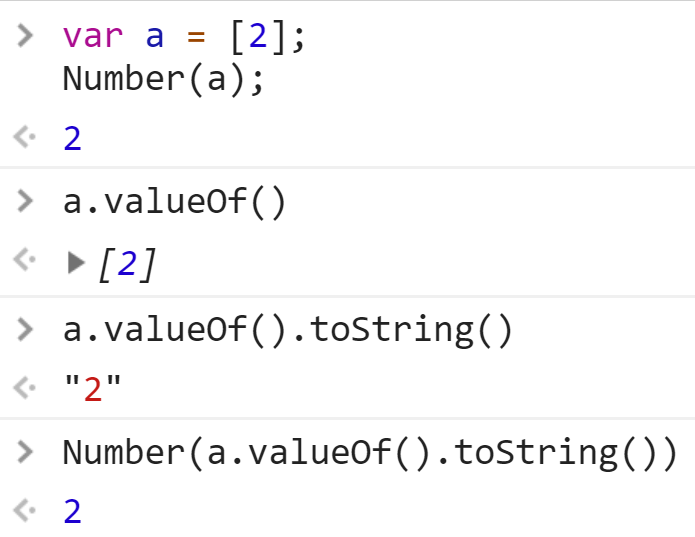 var a = [2];
Number(a);
2
a.valueOf()
[2]
a.valueOf().toString()
"2"
Number(a.valueOf().toString())
2